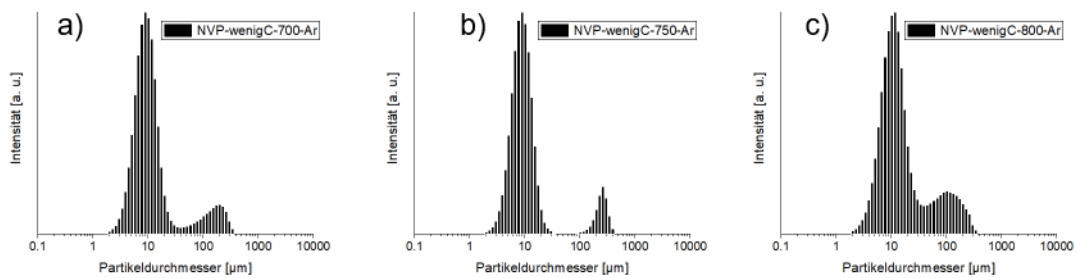 a)
NVP-wenigC-700-Ar
Intensität [a. u.]
0.1 1 10 100 1000 10000
Partikeldurchmesser [µm]
b)
NVP-wenigC-750-Ar
Intensität [a. u.]
0.1 1 10 100 1000 10000
Partikeldurchmesser [µm]
c)
NVP-wenigC-800-Ar
Intensität [a. u.]
0.1 1 10 100 1000 10000
Partikeldurchmesser [µm]